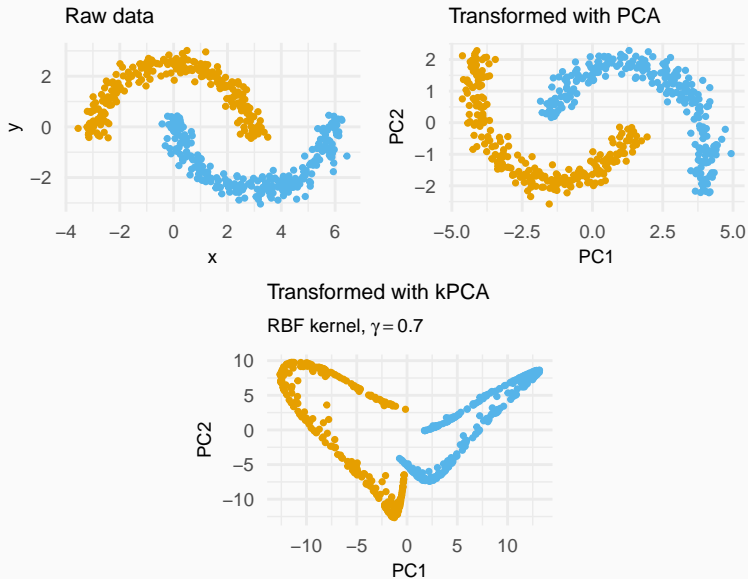 Raw data
2
0
−2
y
−4 −2 0 2 4 6
x
Transformed with PCA
2
1
0
−1
−2
PC2
−5.0 −2.5 0.0 2.5 5.0
PC1
Transformed with kPCA
RBF kernel, γ = 0.7
10
5
0
−5
−10
PC2
−10 −5 0 5 10
PC1